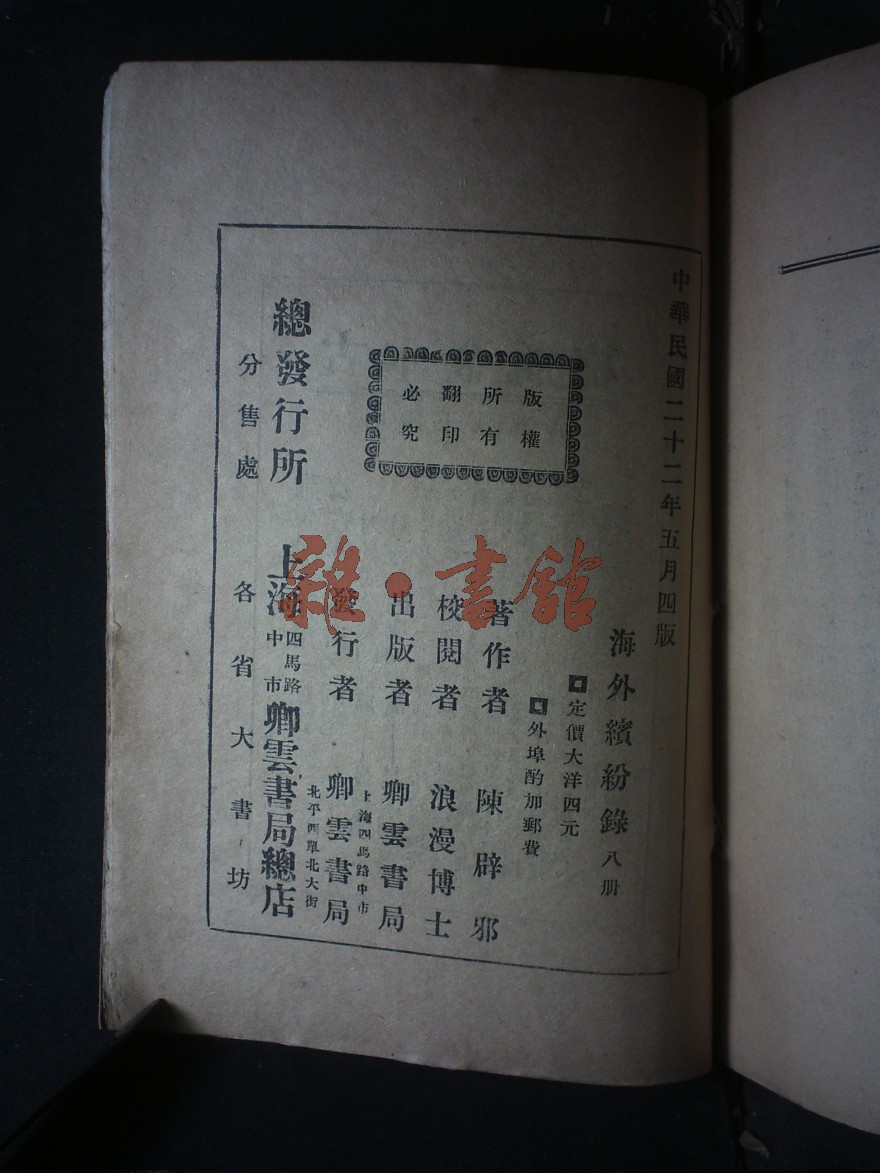 中華民國二十二年五月四版
海外繽紛錄 八册
定價大洋四元
外埠酌加郵費
版權
所有
翻印
必究
著作者 陳辟邪
校閱者 浪漫博士
出版者 卿雲書局
上海四馬路中市
發行者 卿雲書局
北平西單北大街
總發行所 上海四馬路中市 卿雲書局總店
分售處 各省大書坊
雜·書館